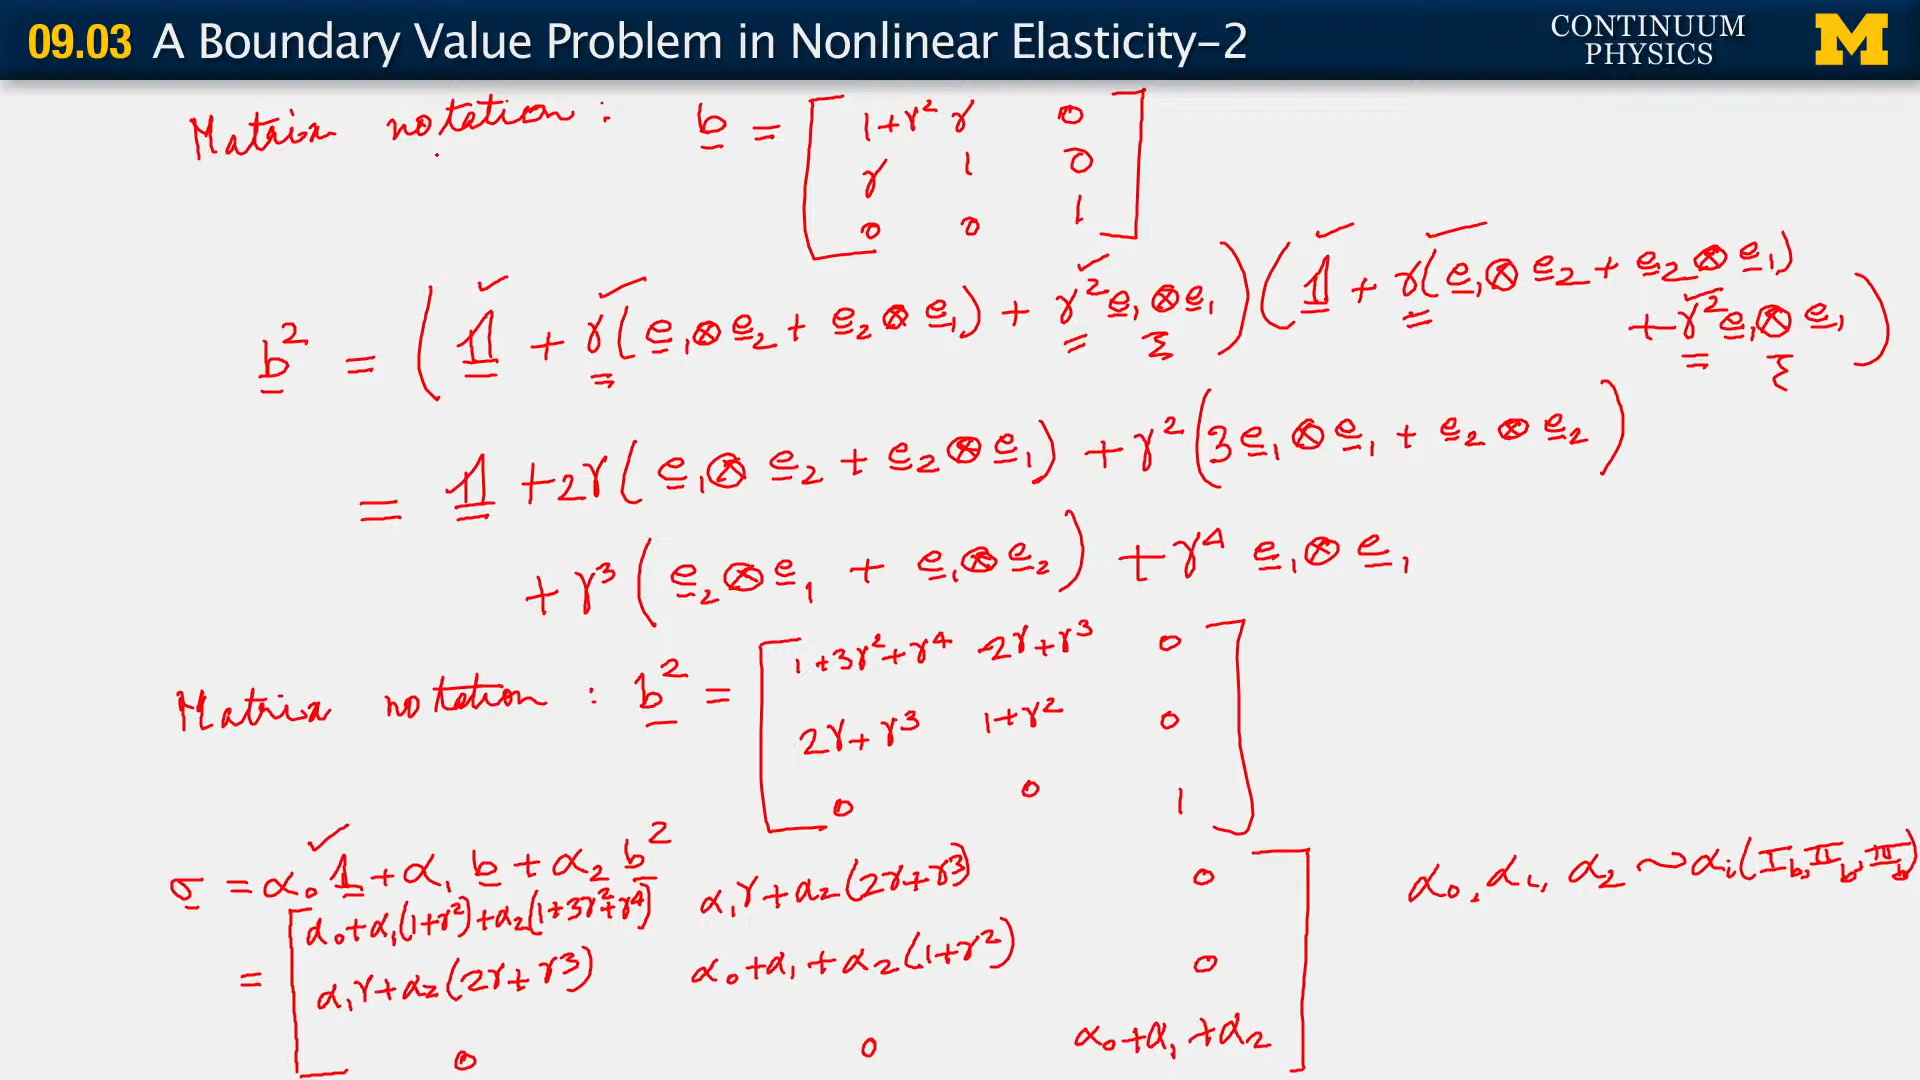 09.03 A Boundary Value Problem in Nonlinear Elasticity–2
CONTINUUM PHYSICS M
Matrix notation : b = [ 1+γ² γ 0
γ 1 0
0 0 1 ]
b² = ( 1 + γ(e₁⊗e₂ + e₂⊗e₁) + γ²e₁⊗e₁ ) ( 1 + γ(e₁⊗e₂ + e₂⊗e₁)
+ γ²e₁⊗e₁ )
= 1 + 2γ( e₁⊗e₂ + e₂⊗e₁ ) + γ²( 3e₁⊗e₁ + e₂⊗e₂ )
+ γ³( e₂⊗e₁ + e₁⊗e₂ ) + γ⁴ e₁⊗e₁
Matrix notation : b² = [ 1+3γ²+γ⁴ 2γ+γ³ 0
2γ+γ³ 1+γ² 0
0 0 1 ]
σ = α₀1 + α₁b + α₂b²
= [ α₀+α₁(1+γ²)+α₂(1+3γ²+γ⁴) α₁γ+α₂(2γ+γ³) 0
α₁γ+α₂(2γ+γ³) α₀+α₁+α₂(1+γ²) 0
0 0 α₀+α₁+α₂ ]
α₀, α₁, α₂ ~ αᵢ(I_b, II_b, III_b)